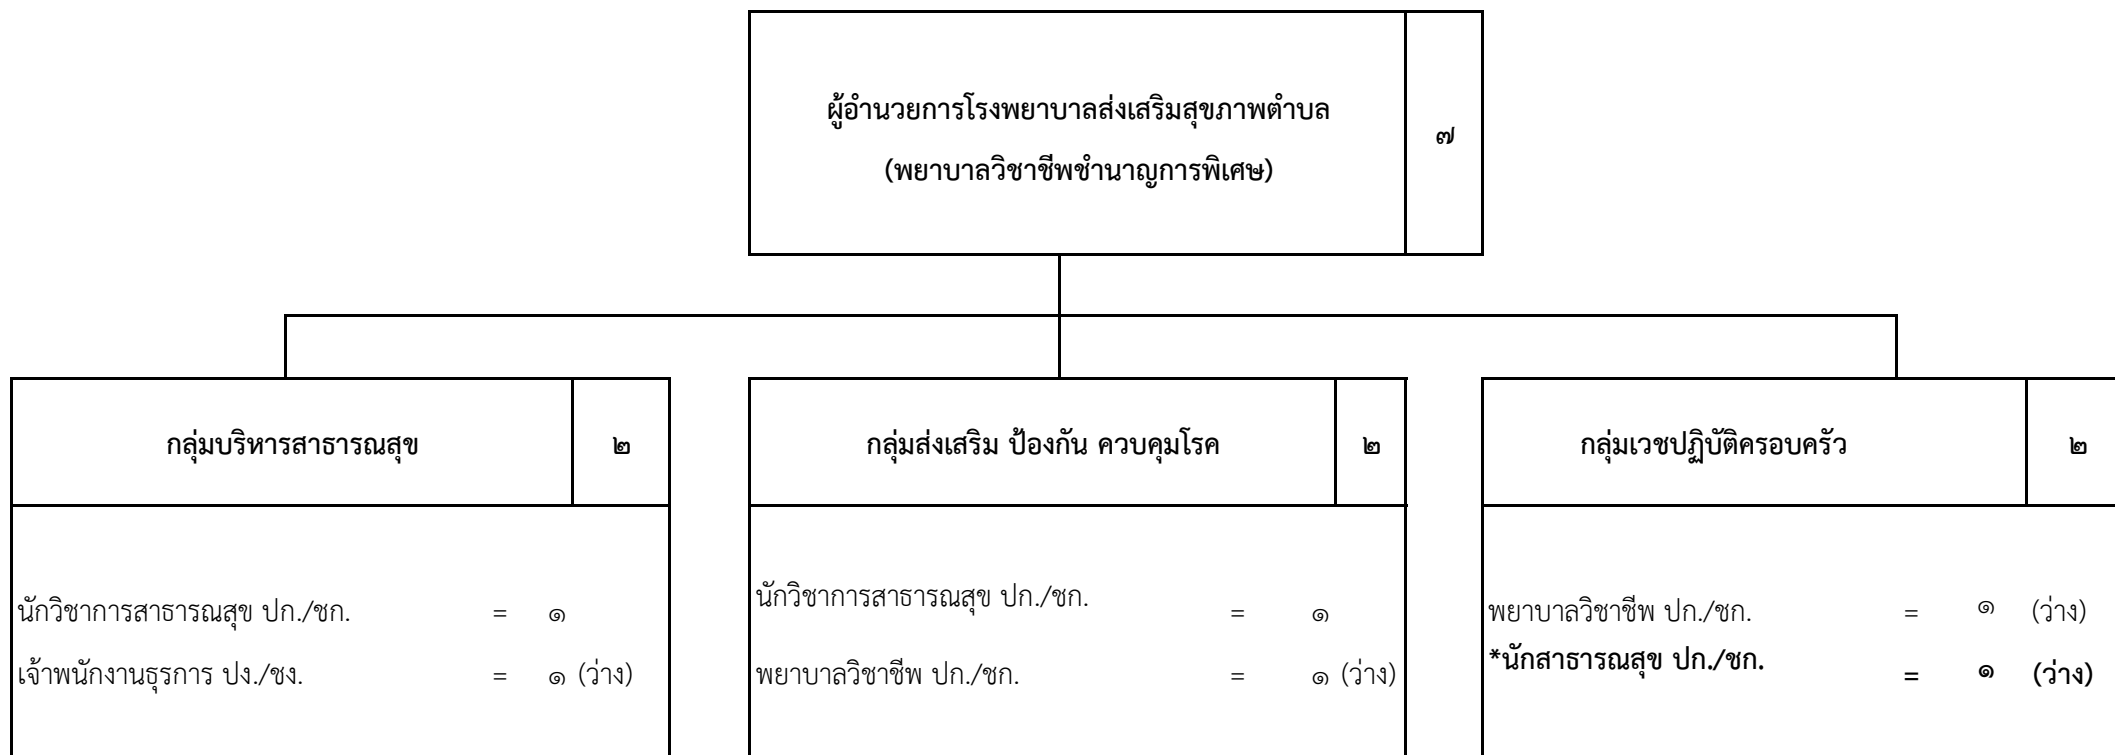 ผู้อำนวยการโรงพยาบาลส่งเสริมสุขภาพตำบล
(พยาบาลวิชาชีพชำนาญการพิเศษ)
๗
กลุ่มบริหารสาธารณสุข ๒
นักวิชาการสาธารณสุข ปก./ชก. = ๑
เจ้าพนักงานธุรการ ปง./ชง. = ๑ (ว่าง)
กลุ่มส่งเสริม ป้องกัน ควบคุมโรค ๒
นักวิชาการสาธารณสุข ปก./ชก. = ๑
พยาบาลวิชาชีพ ปก./ชก. = ๑ (ว่าง)
กลุ่มเวชปฏิบัติครอบครัว ๒
พยาบาลวิชาชีพ ปก./ชก. = ๑ (ว่าง)
*นักสาธารณสุข ปก./ชก. = ๑ (ว่าง)